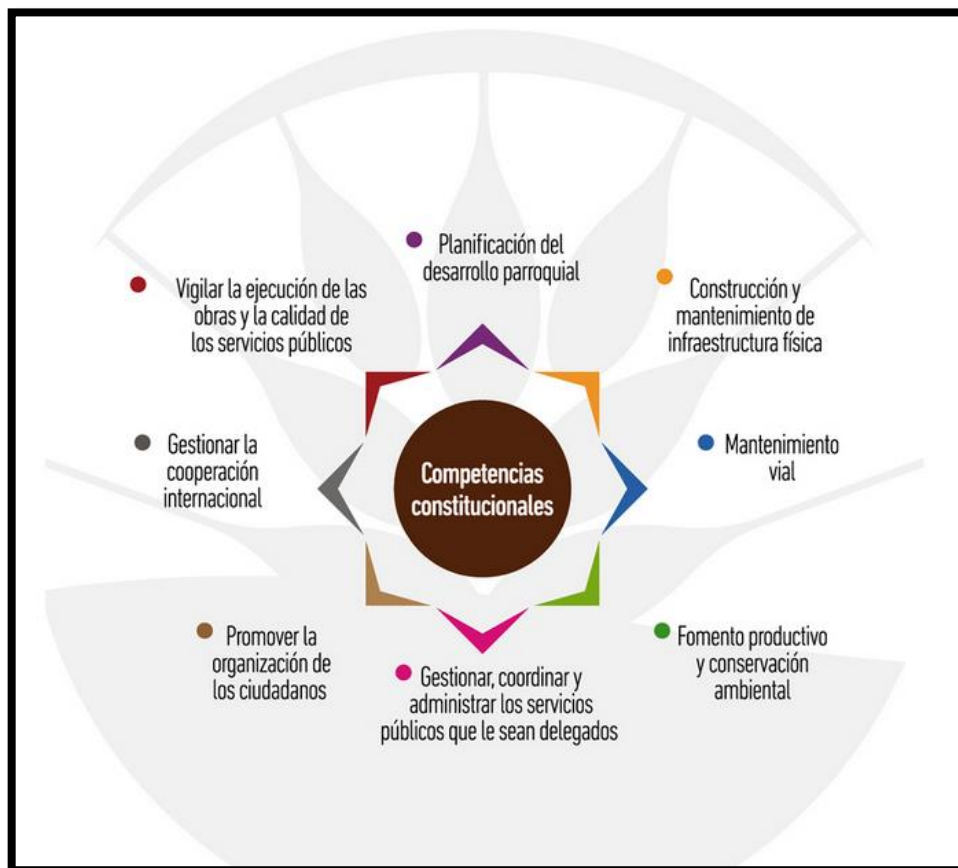 Planificación del
desarrollo parroquial
Construcción y
mantenimiento de
infraestructura física
Mantenimiento
vial
Fomento productivo
y conservación
ambiental
Gestionar, coordinar y
administrar los servicios
públicos que le sean delegados
Promover la
organización de
los ciudadanos
Gestionar la
cooperación
internacional
Vigilar la ejecución de las
obras y la calidad de
los servicios públicos
Competencias
constitucionales